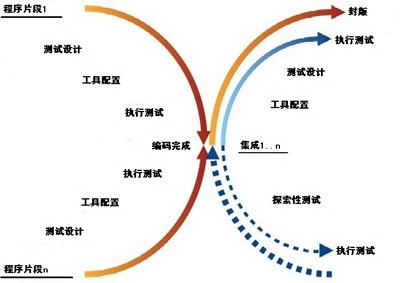 程序片段1
封版
执行测试
测试设计
测试设计
工具配置
工具配置
执行测试
编码完成
集成1..n
执行测试
工具配置
探索性测试
测试设计
执行测试
程序片段n